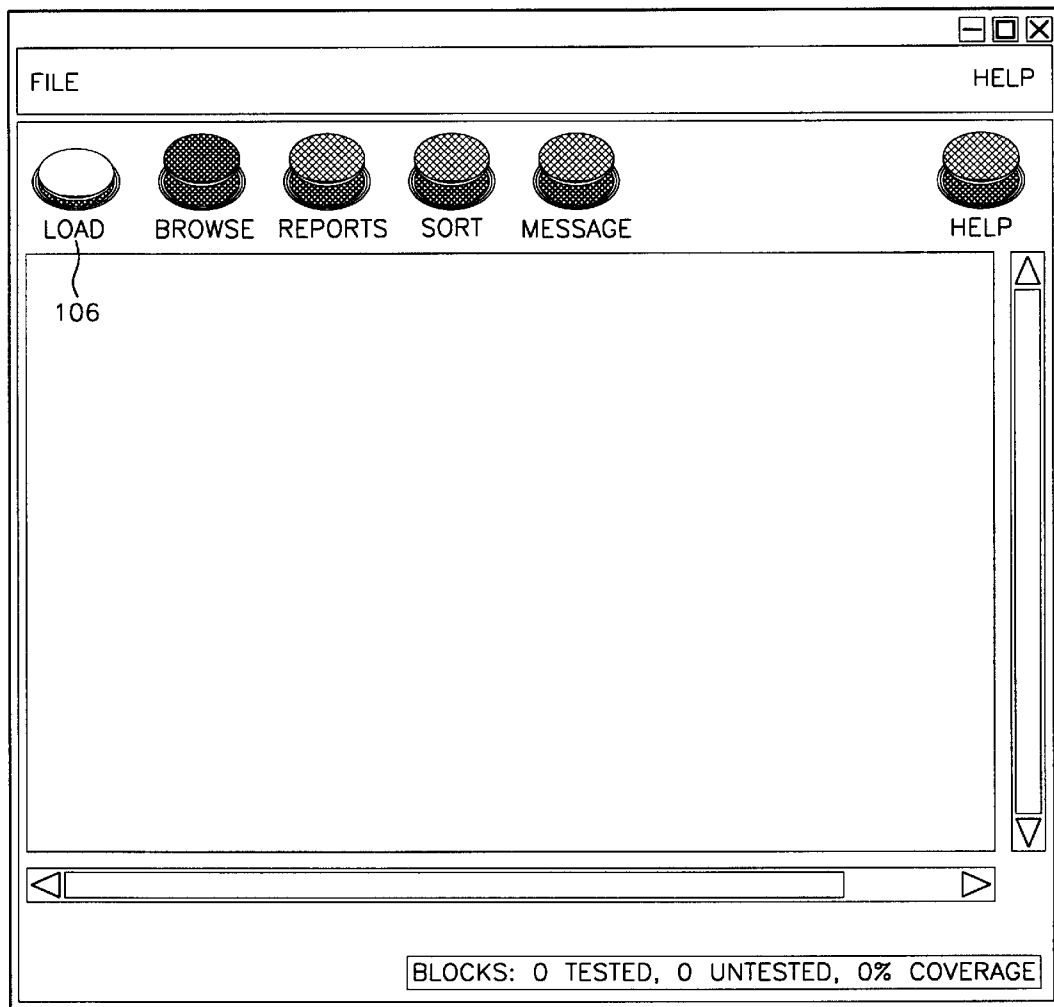 FILE HELP
LOAD BROWSE REPORTS SORT MESSAGE HELP
106
BLOCKS: 0 TESTED, 0 UNTESTED, 0% COVERAGE